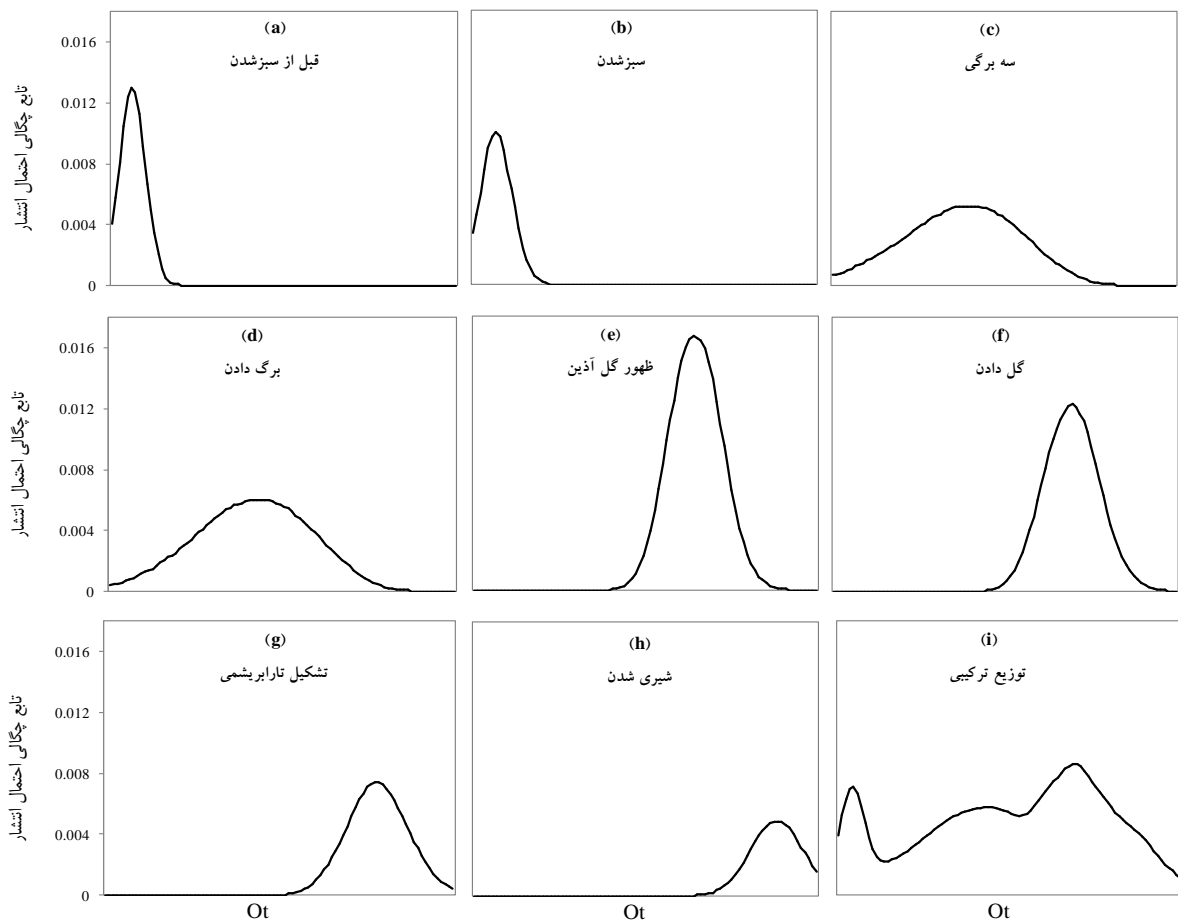 (a)
قبل از سبزشدن
(b)
سبزشدن
(c)
سه برگی
تابع چگالی احتمال انتشار
0.016
0.012
0.008
0.004
0
(d)
برگ دادن
(e)
ظهور گل آذین
(f)
گل دادن
تابع چگالی احتمال انتشار
0.016
0.012
0.008
0.004
0
(g)
تشکیل تارابریشمی
(h)
شیری شدن
(i)
توزیع ترکیبی
تابع چگالی احتمال انتشار
0.016
0.012
0.008
0.004
0
Ot
Ot
Ot